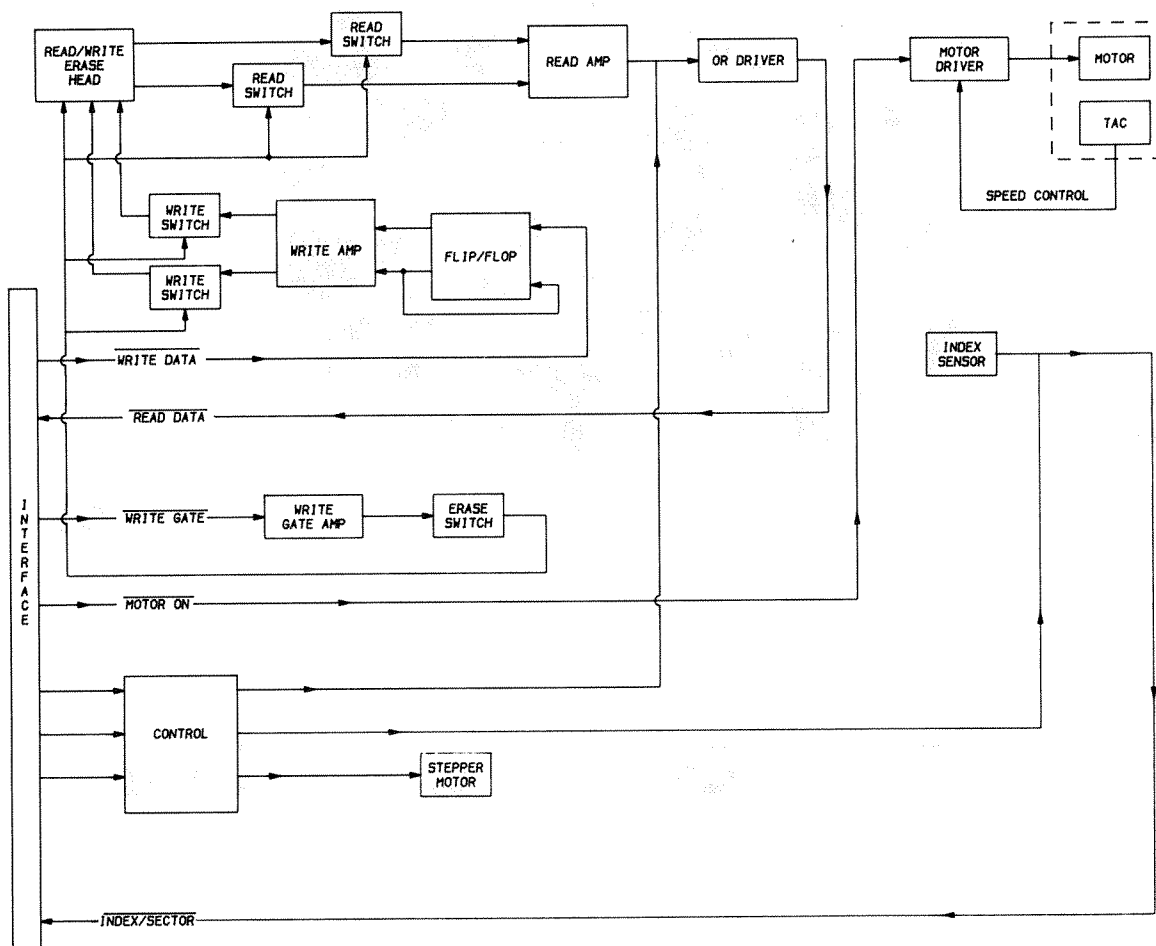 READ/WRITE
ERASE
HEAD
READ
SWITCH
READ
SWITCH
READ AMP
OR DRIVER
MOTOR
DRIVER
MOTOR
TAC
SPEED CONTROL
WRITE
SWITCH
WRITE
SWITCH
WRITE AMP
FLIP/FLOP
WRITE DATA
INDEX
SENSOR
READ DATA
INTERFACE
WRITE GATE
WRITE
GATE AMP
ERASE
SWITCH
MOTOR ON
CONTROL
STEPPER
MOTOR
INDEX/SECTOR